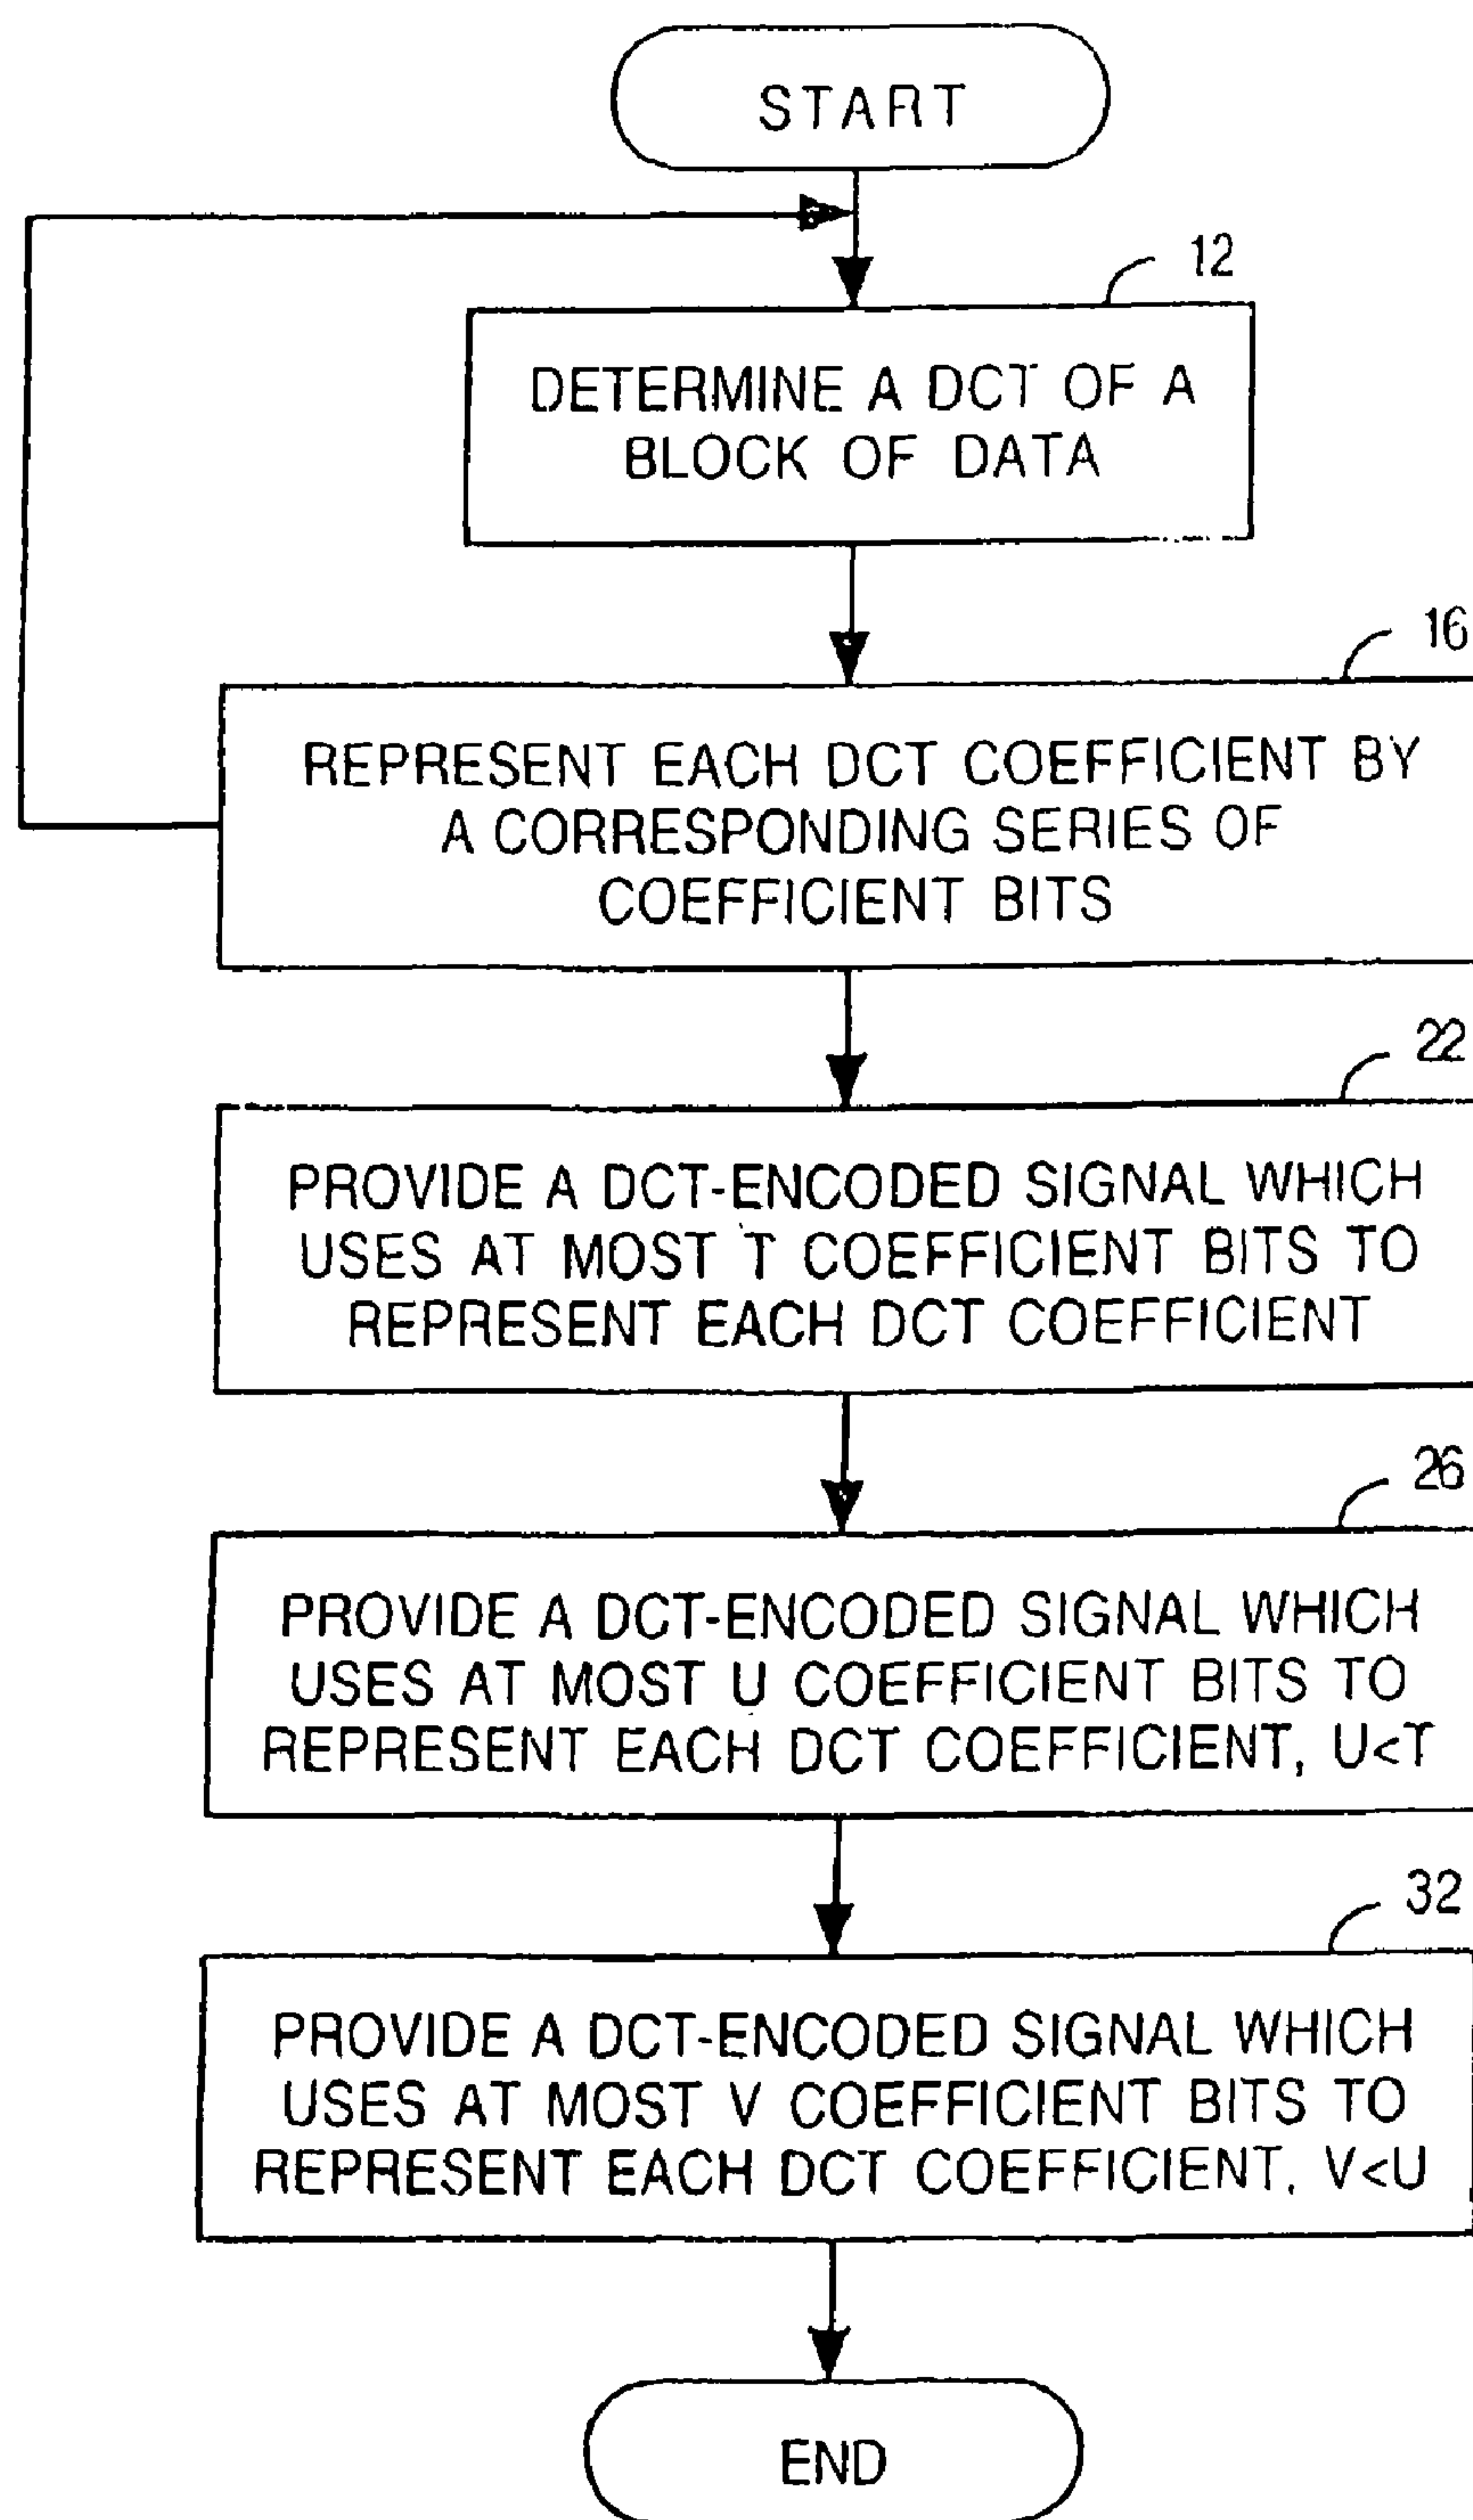 START
12
DETERMINE A DCT OF A
BLOCK OF DATA
16
REPRESENT EACH DCT COEFFICIENT BY
A CORRESPONDING SERIES OF
COEFFICIENT BITS
22
PROVIDE A DCT-ENCODED SIGNAL WHICH
USES AT MOST T COEFFICIENT BITS TO
REPRESENT EACH DCT COEFFICIENT
26
PROVIDE A DCT-ENCODED SIGNAL WHICH
USES AT MOST U COEFFICIENT BITS TO
REPRESENT EACH DCT COEFFICIENT, U<T
32
PROVIDE A DCT-ENCODED SIGNAL WHICH
USES AT MOST V COEFFICIENT BITS TO
REPRESENT EACH DCT COEFFICIENT, V<U
END